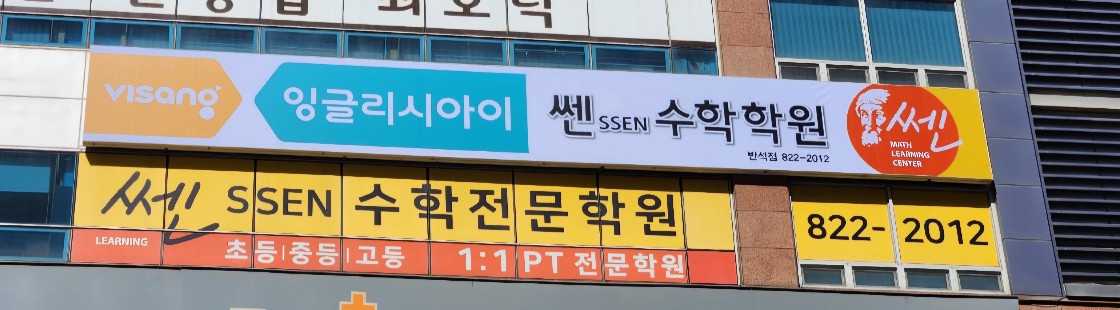 visang 잉글리시아이 쎈 SSEN 수학학원 쎈
반석점 822-2012
MATH
LEARNING
CENTER
쎈 SSEN 수학전문학원 822-2012
LEARNING 초등|중등|고등 1:1 PT 전문학원